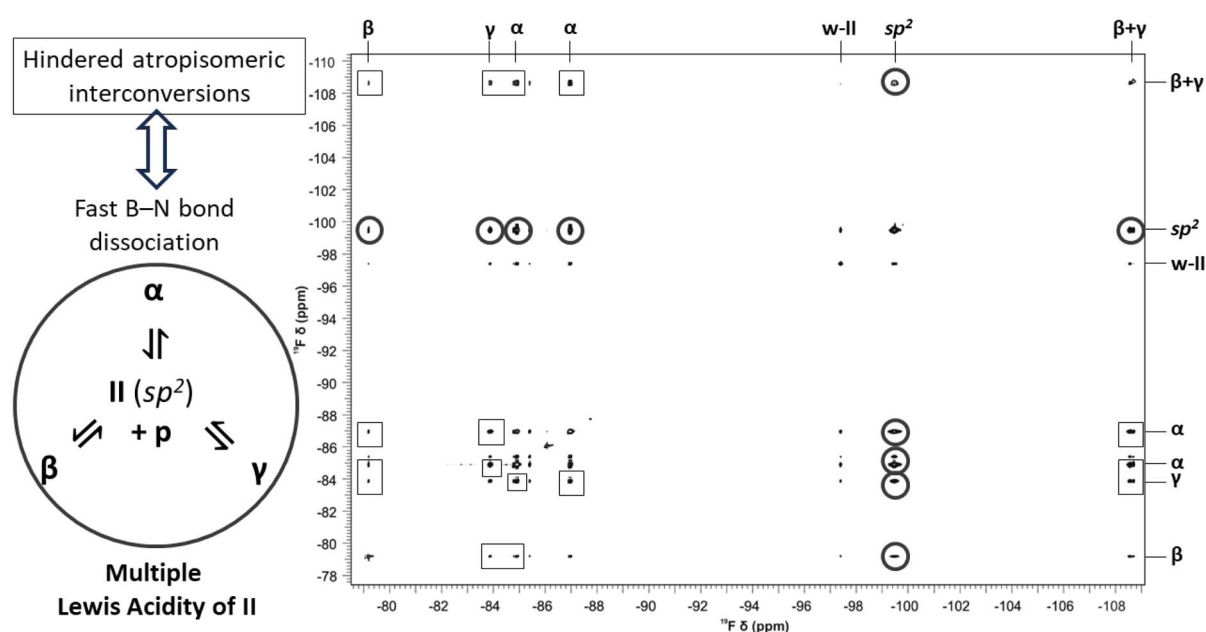 Hindered atropisomeric
interconversions
Fast B–N bond
dissociation
α
II (sp²)
+ p
β
γ
Multiple
Lewis Acidity of II
β γ α α w-II sp² β+γ
-110
-108
-106
-104
-102
-100
-98
-96
-94
-92
-90
-88
-86
-84
-82
-80
-78
¹⁹F δ (ppm)
β+γ
sp²
w-II
α
α
γ
β
-80 -82 -84 -86 -88 -90 -92 -94 -96 -98 -100 -102 -104 -106 -108
¹⁹F δ (ppm)